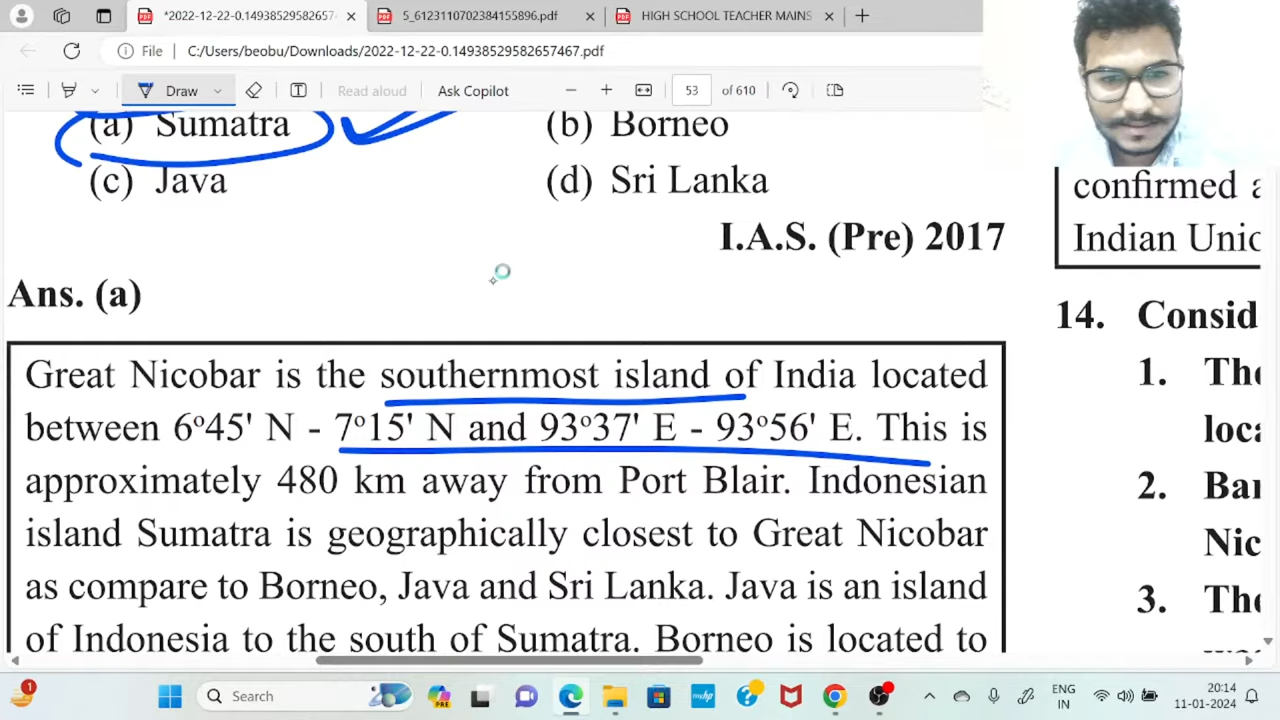 *2022-12-22-0.1493852958265
5_6123110702384155896.pdf
HIGH SCHOOL TEACHER MAINS
File C:/Users/beobu/Downloads/2022-12-22-0.14938529582657467.pdf
Draw Read aloud Ask Copilot 53 of 610
(a) Sumatra (b) Borneo
(c) Java (d) Sri Lanka
I.A.S. (Pre) 2017
Ans. (a)
Great Nicobar is the southernmost island of India located
between 6°45' N - 7°15' N and 93°37' E - 93°56' E. This is
approximately 480 km away from Port Blair. Indonesian
island Sumatra is geographically closest to Great Nicobar
as compare to Borneo, Java and Sri Lanka. Java is an island
of Indonesia to the south of Sumatra. Borneo is located to
confirmed
Indian Unio
14. Consid
1. The
loca
2. Bar
Nic
3. The
1 Search PRE ENG 20:14
IN 11-01-2024